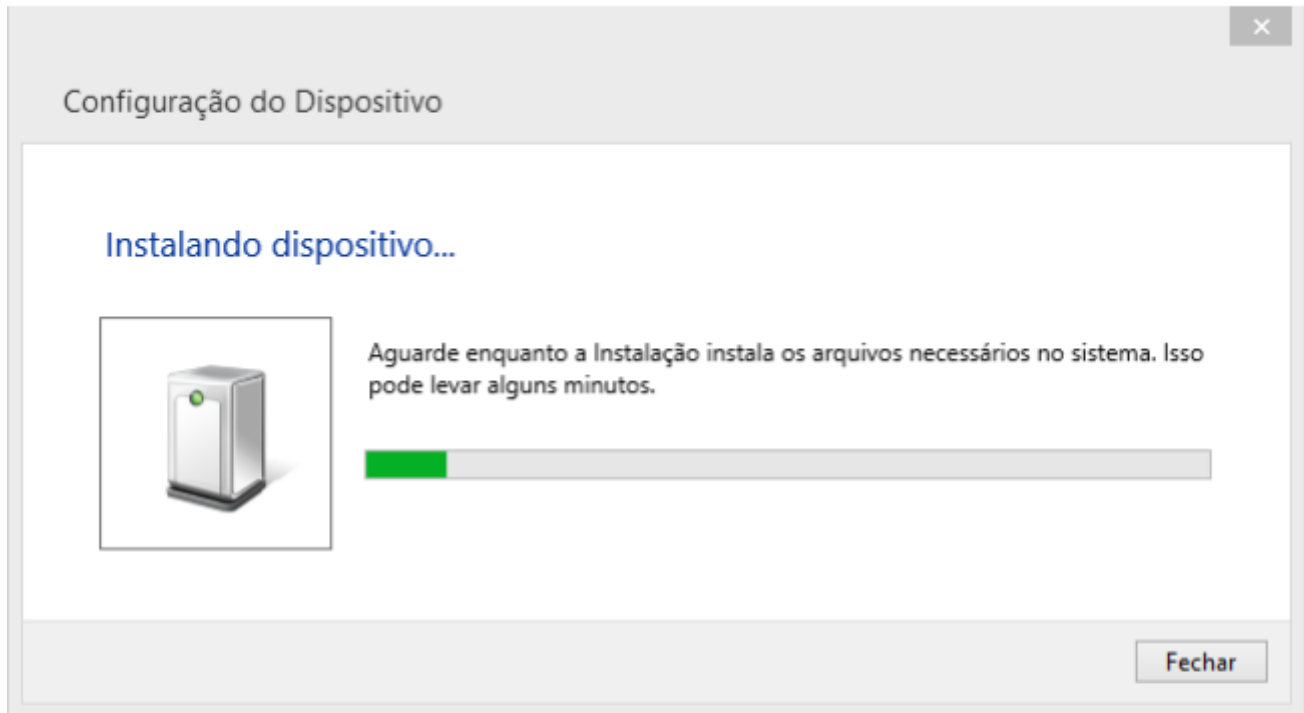 Configuração do Dispositivo
Instalando dispositivo...
Aguarde enquanto a Instalação instala os arquivos necessários no sistema. Isso
pode levar alguns minutos.
Fechar